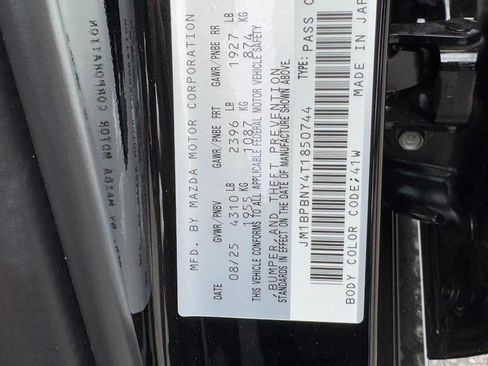 MFD. BY MAZDA MOTOR CORPORATION
DATE GVWR/PNBV GAWR/PNBE FRT GAWR/PNBE RR
08/25 4310 LB 2396 LB 1927 LB
1955 KG 1087 KG 874 KG
THIS VEHICLE CONFORMS TO ALL APPLICABLE FEDERAL MOTOR VEHICLE SAFETY,
BUMPER, AND THEFT PREVENTION
STANDARDS IN EFFECT ON THE DATE OF MANUFACTURE SHOWN ABOVE.
JM1BPBNY4T1850744 TYPE: PASS C
BODY COLOR CODE;41W MADE IN JAP